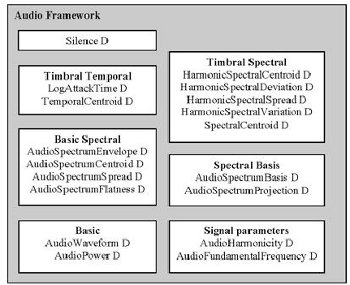 Audio Framework
Silence D
Timbral Temporal
LogAttackTime D
TemporalCentroid D
Basic Spectral
AudioSpectrumEnvelope D
AudioSpectrumCentroid D
AudioSpectrumSpread D
AudioSpectrumFlatness D
Basic
AudioWaveform D
AudioPower D
Timbral Spectral
HarmonicSpectralCentroid D
HarmonicSpectralDeviation D
HarmonicSpectralSpread D
HarmonicSpectralVariation D
SpectralCentroid D
Spectral Basis
AudioSpectrumBasis D
AudioSpectrumProjection D
Signal parameters
AudioHarmonicity D
AudioFundamentalFrequency D